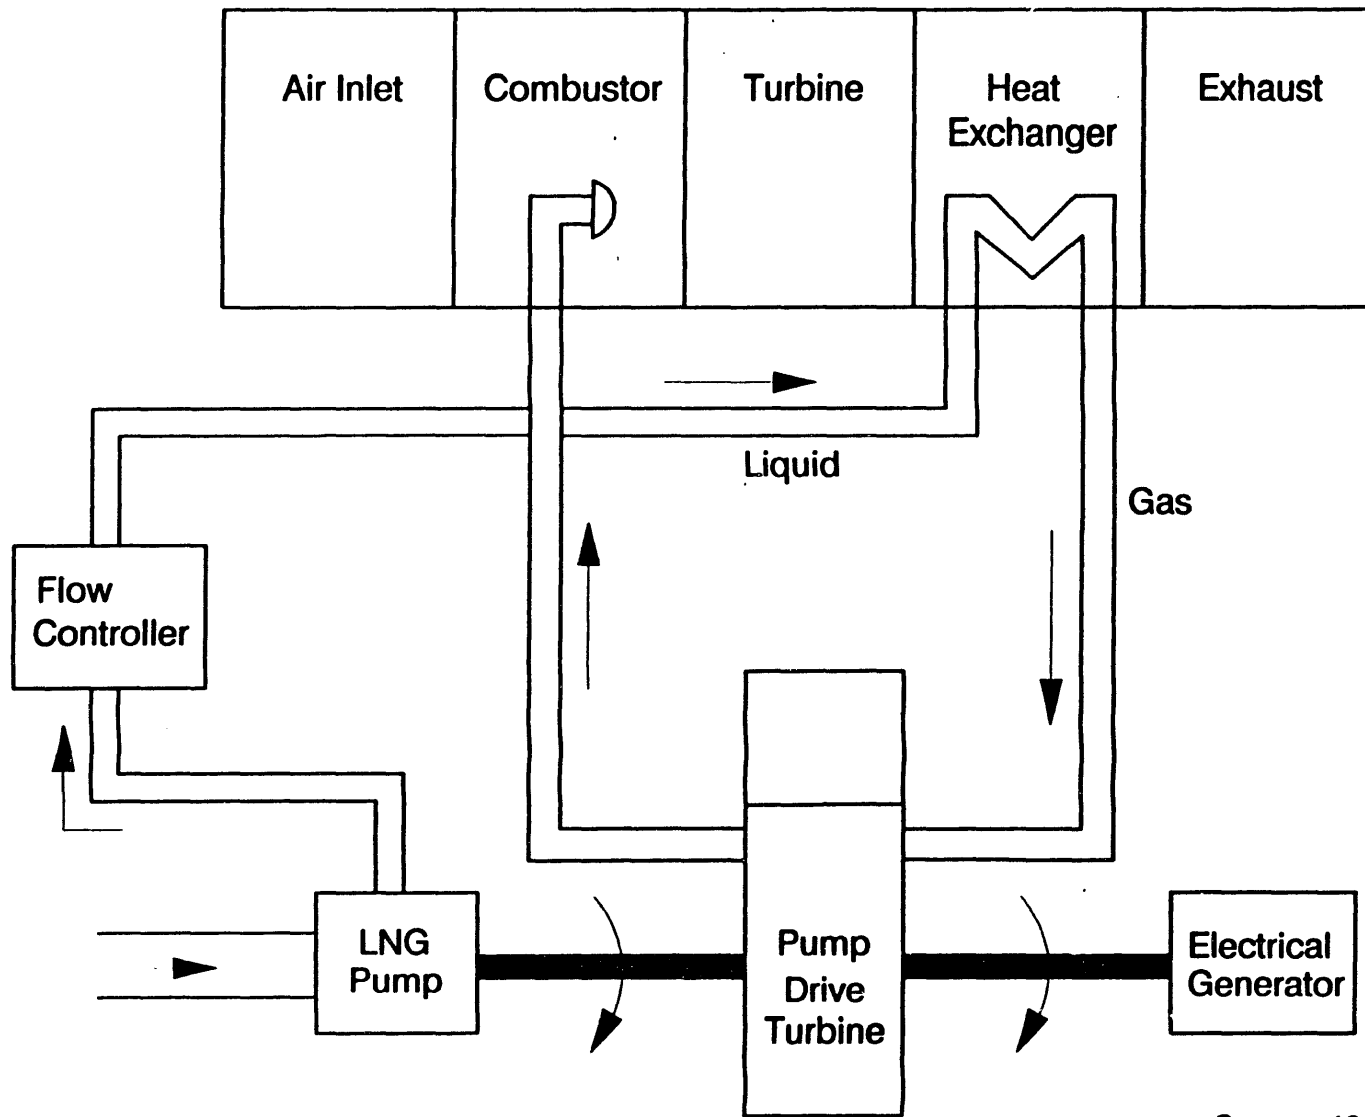 Air Inlet
Combustor
Turbine
Heat
Exchanger
Exhaust
Liquid
Gas
Flow
Controller
LNG
Pump
Pump
Drive
Turbine
Electrical
Generator